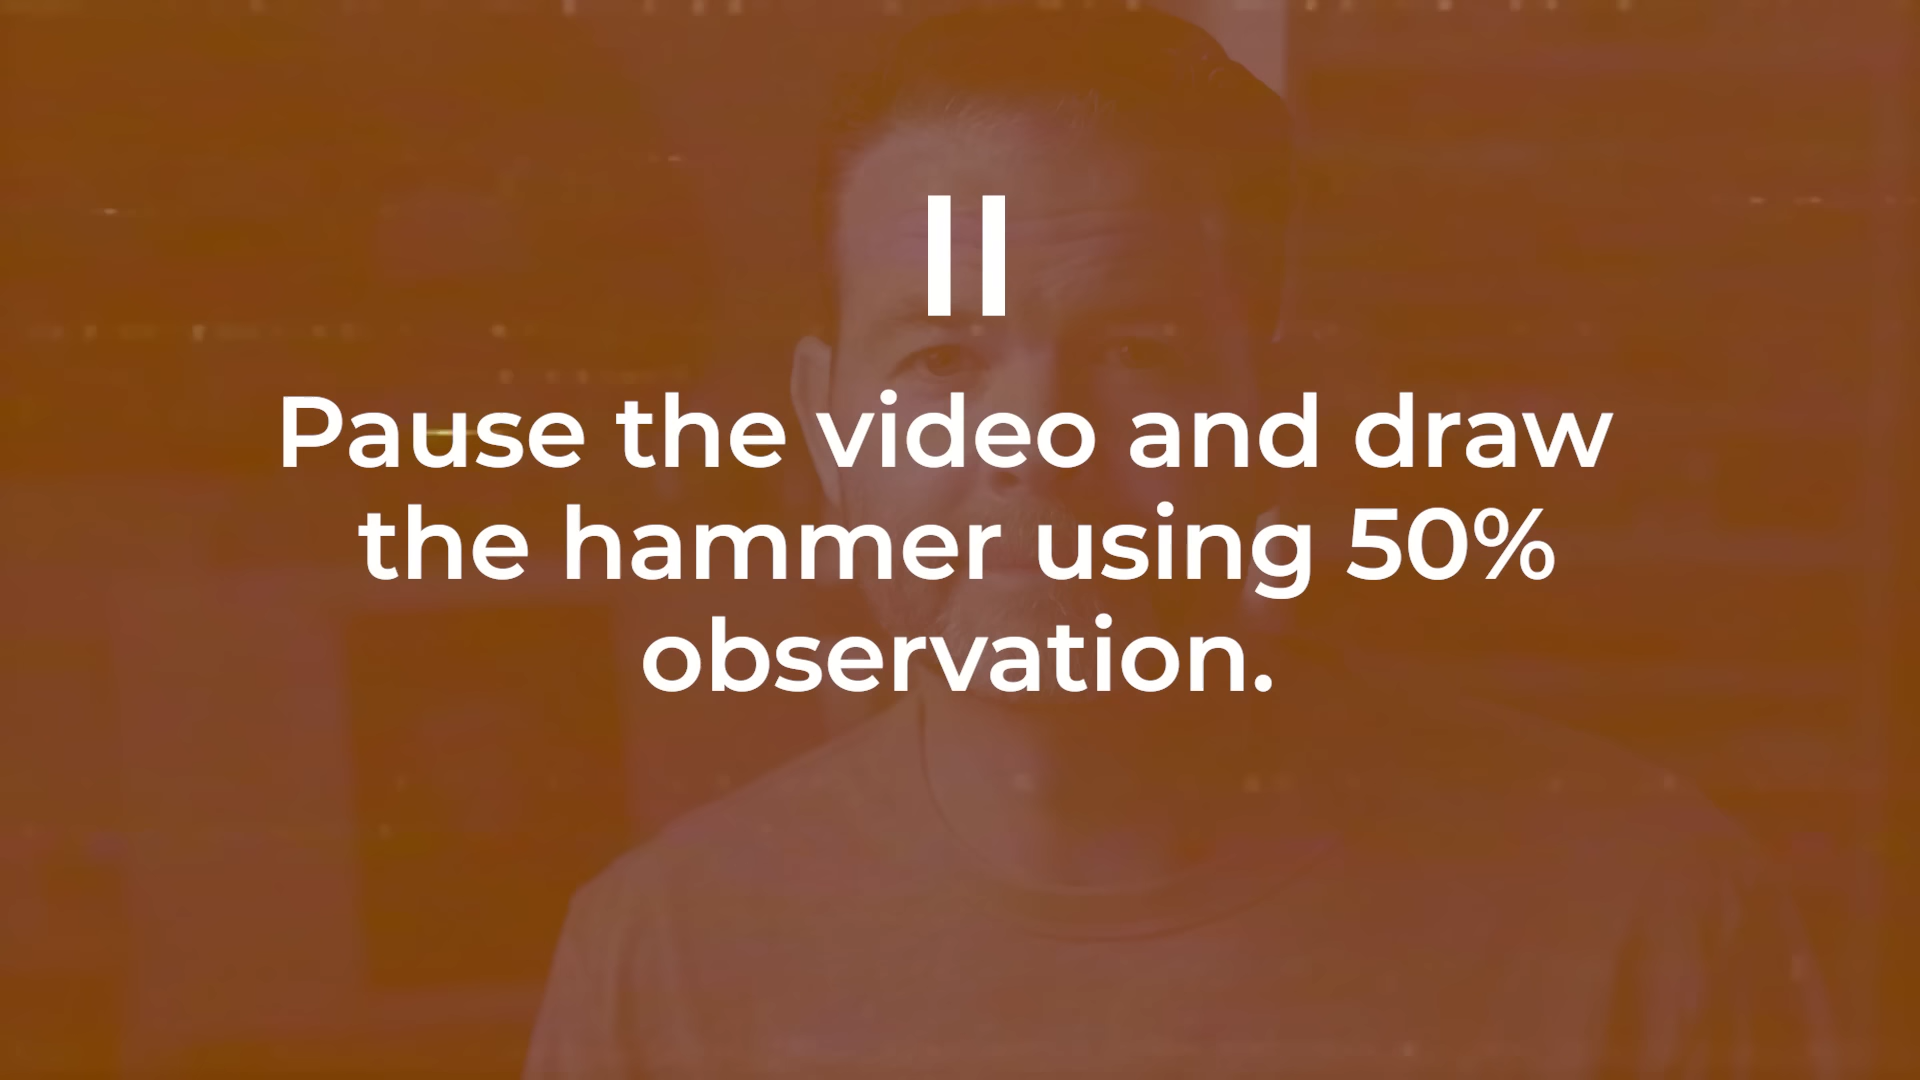 Pause the video and draw
the hammer using 50%
observation.